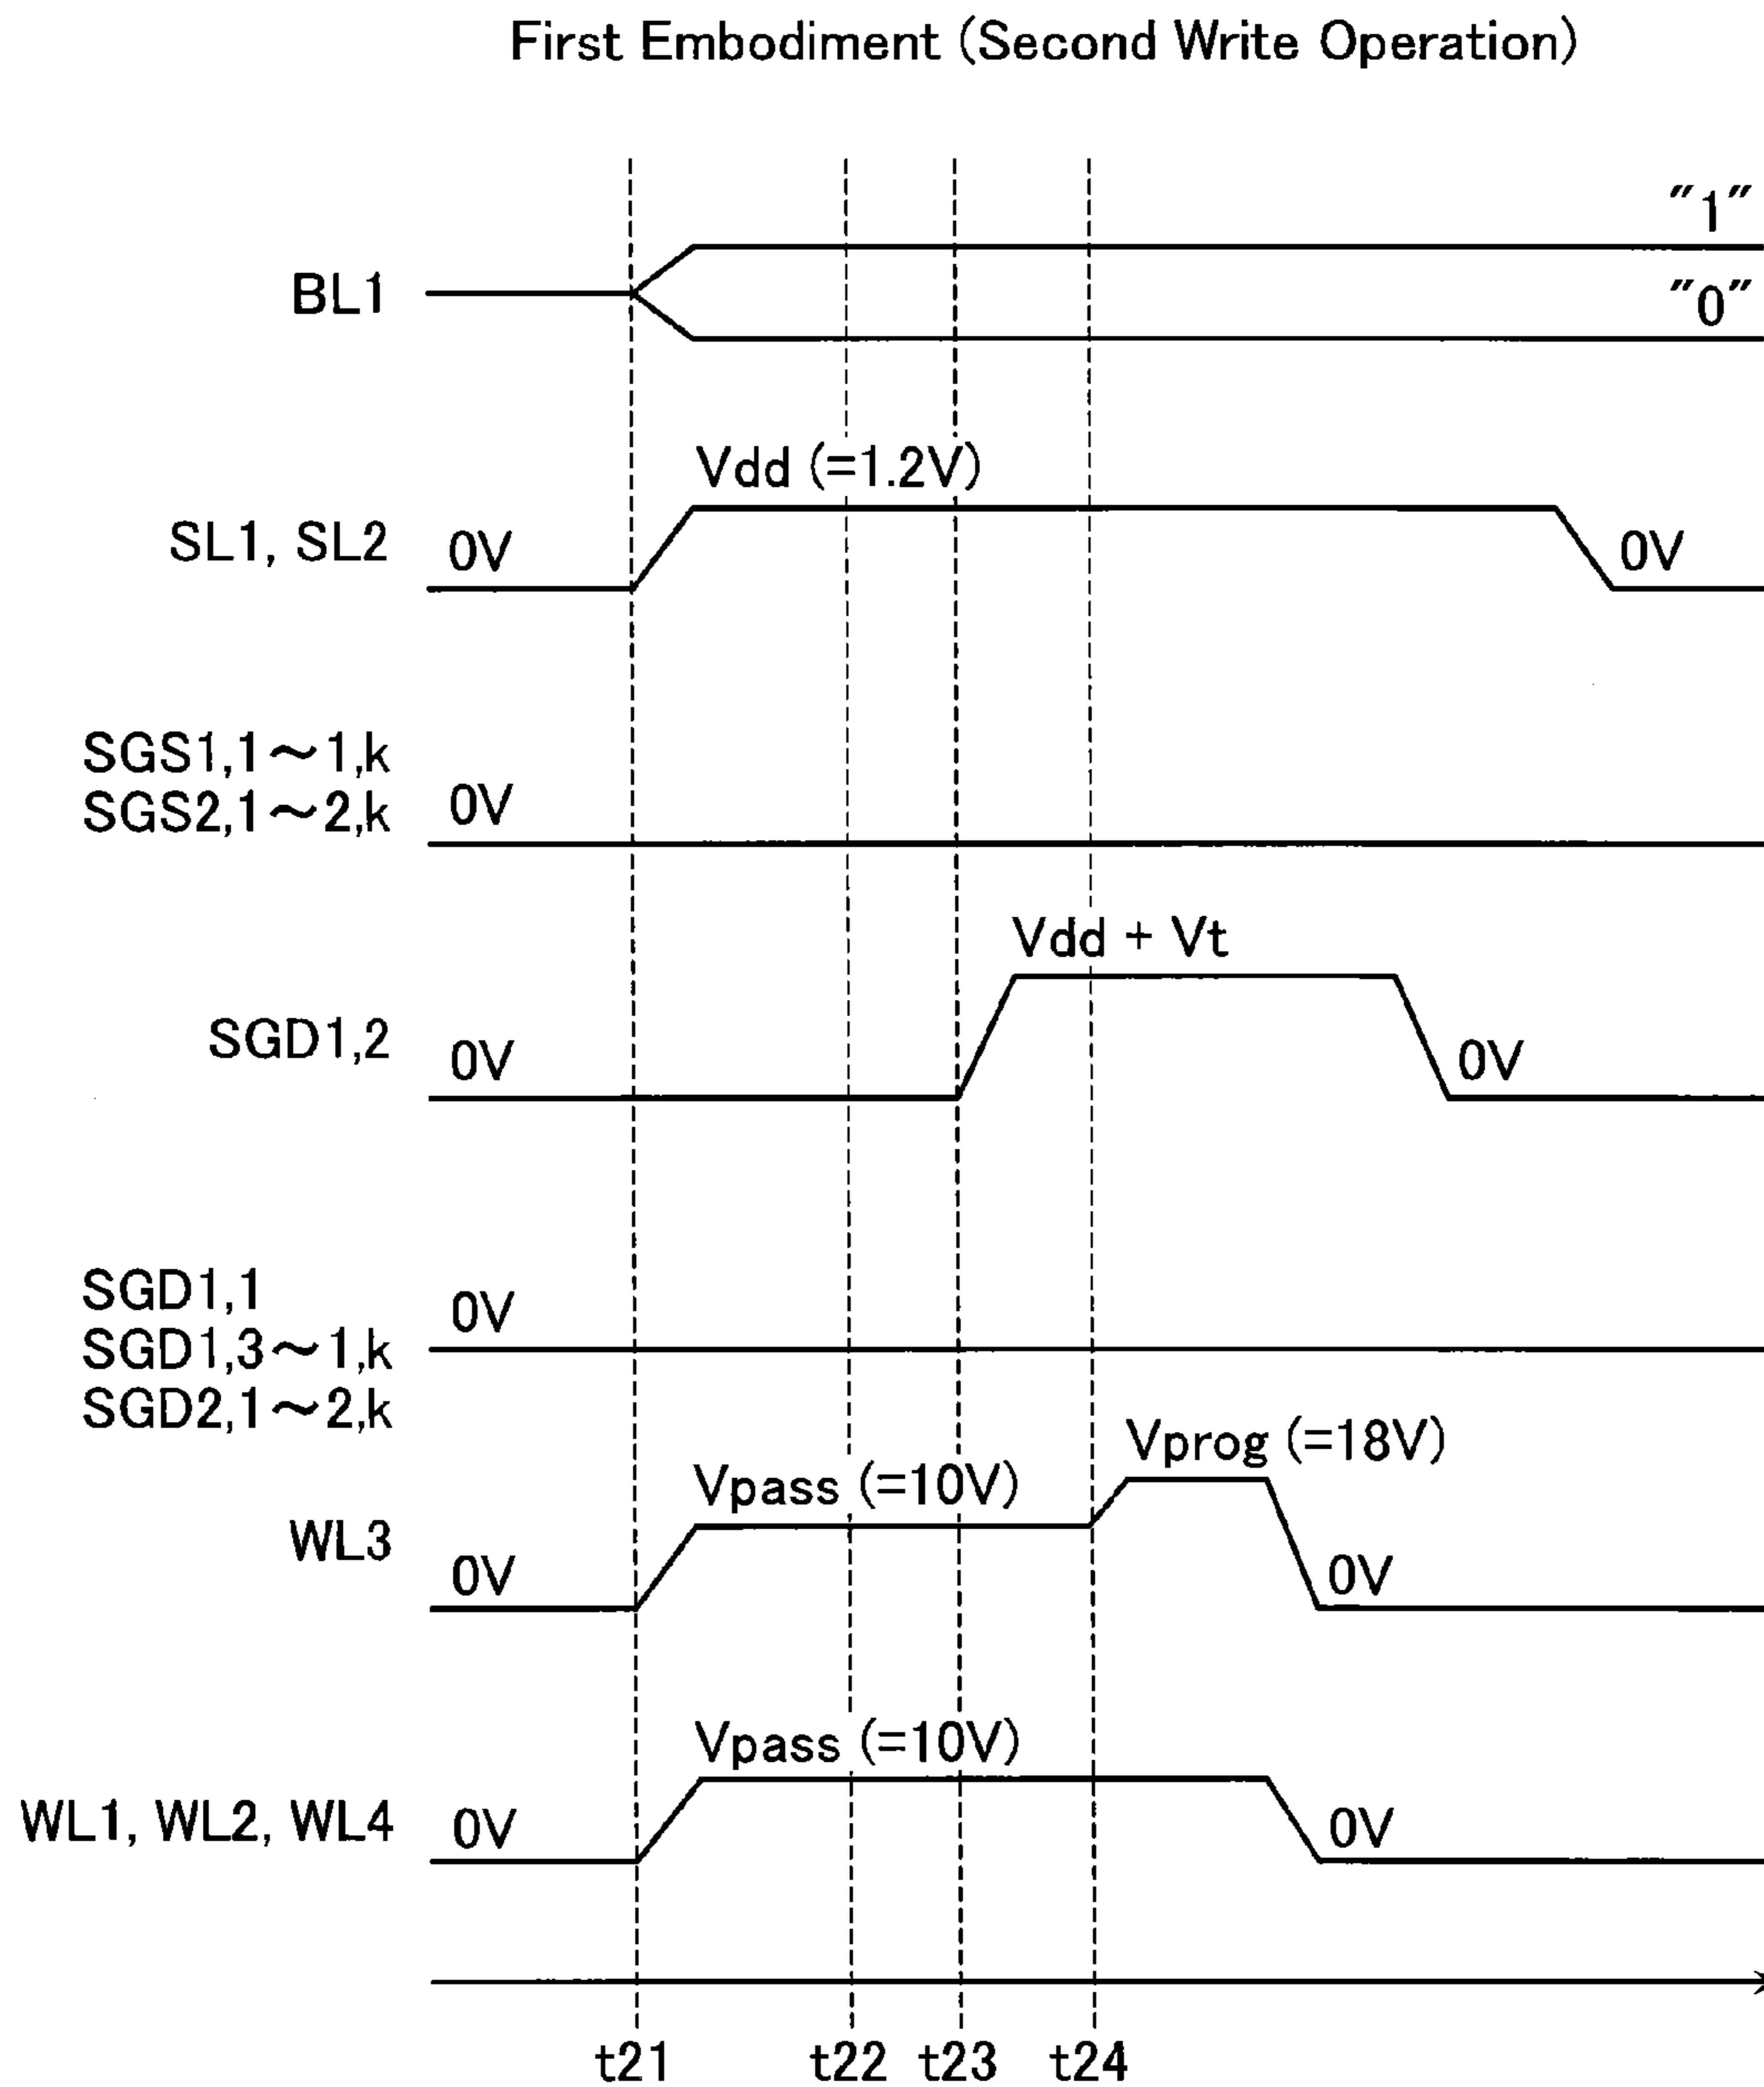 First Embodiment (Second Write Operation)
"1"
BL1
"0"
Vdd (=1.2V)
SL1, SL2
0V
0V
SGS1,1～1,k
SGS2,1～2,k
0V
Vdd + Vt
SGD1,2
0V
0V
SGD1,1
SGD1,3～1,k
SGD2,1～2,k
0V
Vprog (=18V)
Vpass (=10V)
WL3
0V
0V
Vpass (=10V)
WL1, WL2, WL4
0V
0V
t21 t22 t23 t24